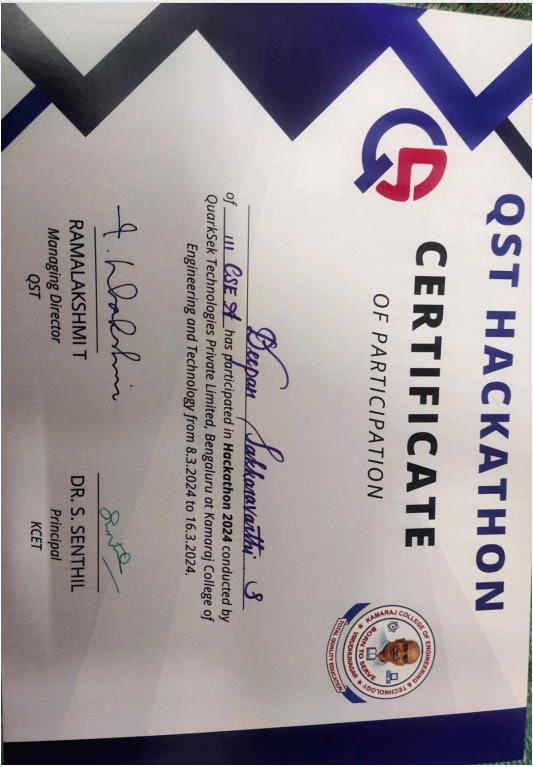 QST HACKATHON
CERTIFICATE
OF PARTICIPATION
KAMARAJ COLLEGE OF ENGINEERING & TECHNOLOGY
BORN TO SERVE
VIRUDHUNAGAR
TOTAL QUALITY EDUCATION
Deepan Sakkaravarthi S
of III CSE A has participated in Hackathon 2024 conducted by
QuarkSek Technologies Private Limited, Bengaluru at Kamaraj College of
Engineering and Technology from 8.3.2024 to 16.3.2024.
RAMALAKSHMI T
Managing Director
QST
DR. S. SENTHIL
Principal
KCET